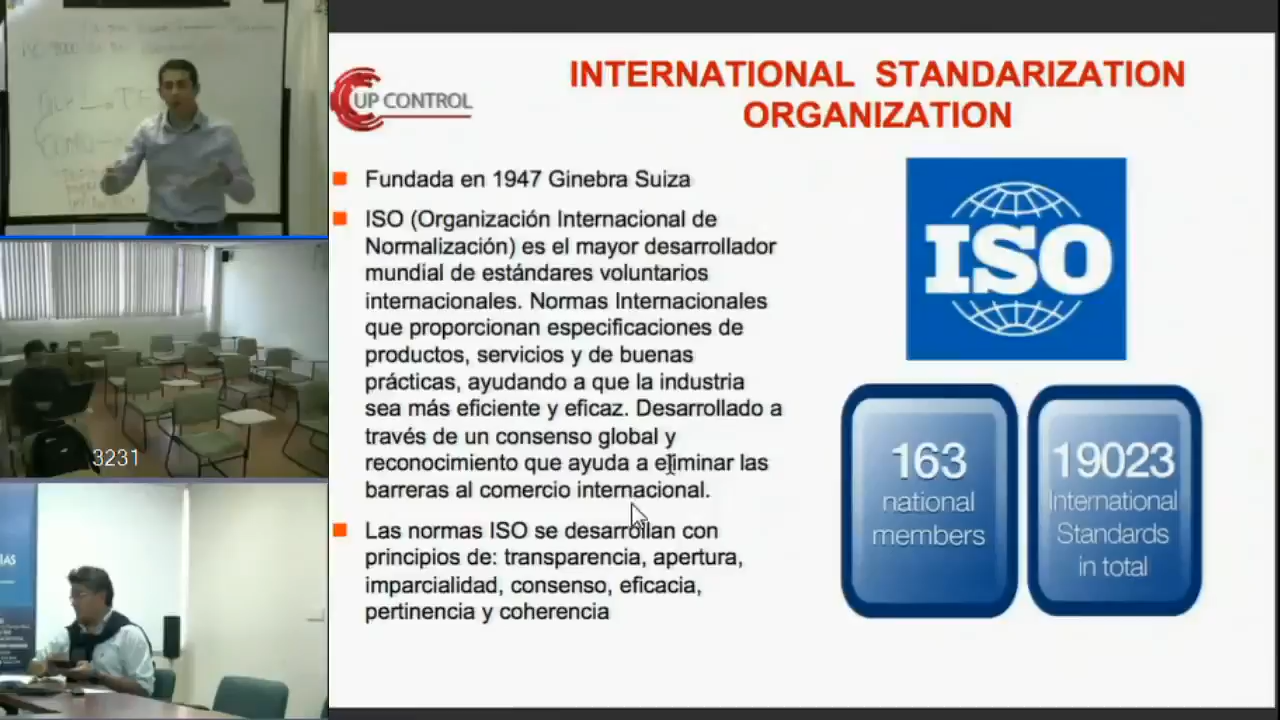 INTERNATIONAL STANDARIZATION
ORGANIZATION
UP CONTROL
Fundada en 1947 Ginebra Suiza
ISO (Organización Internacional de
Normalización) es el mayor desarrollador
mundial de estándares voluntarios
internacionales. Normas Internacionales
que proporcionan especificaciones de
productos, servicios y de buenas
prácticas, ayudando a que la industria
sea más eficiente y eficaz. Desarrollado a
través de un consenso global y
reconocimiento que ayuda a eliminar las
barreras al comercio internacional.
Las normas ISO se desarrollan con
principios de: transparencia, apertura,
imparcialidad, consenso, eficacia,
pertinencia y coherencia
ISO
163
national
members
19023
International
Standards
in total
3231